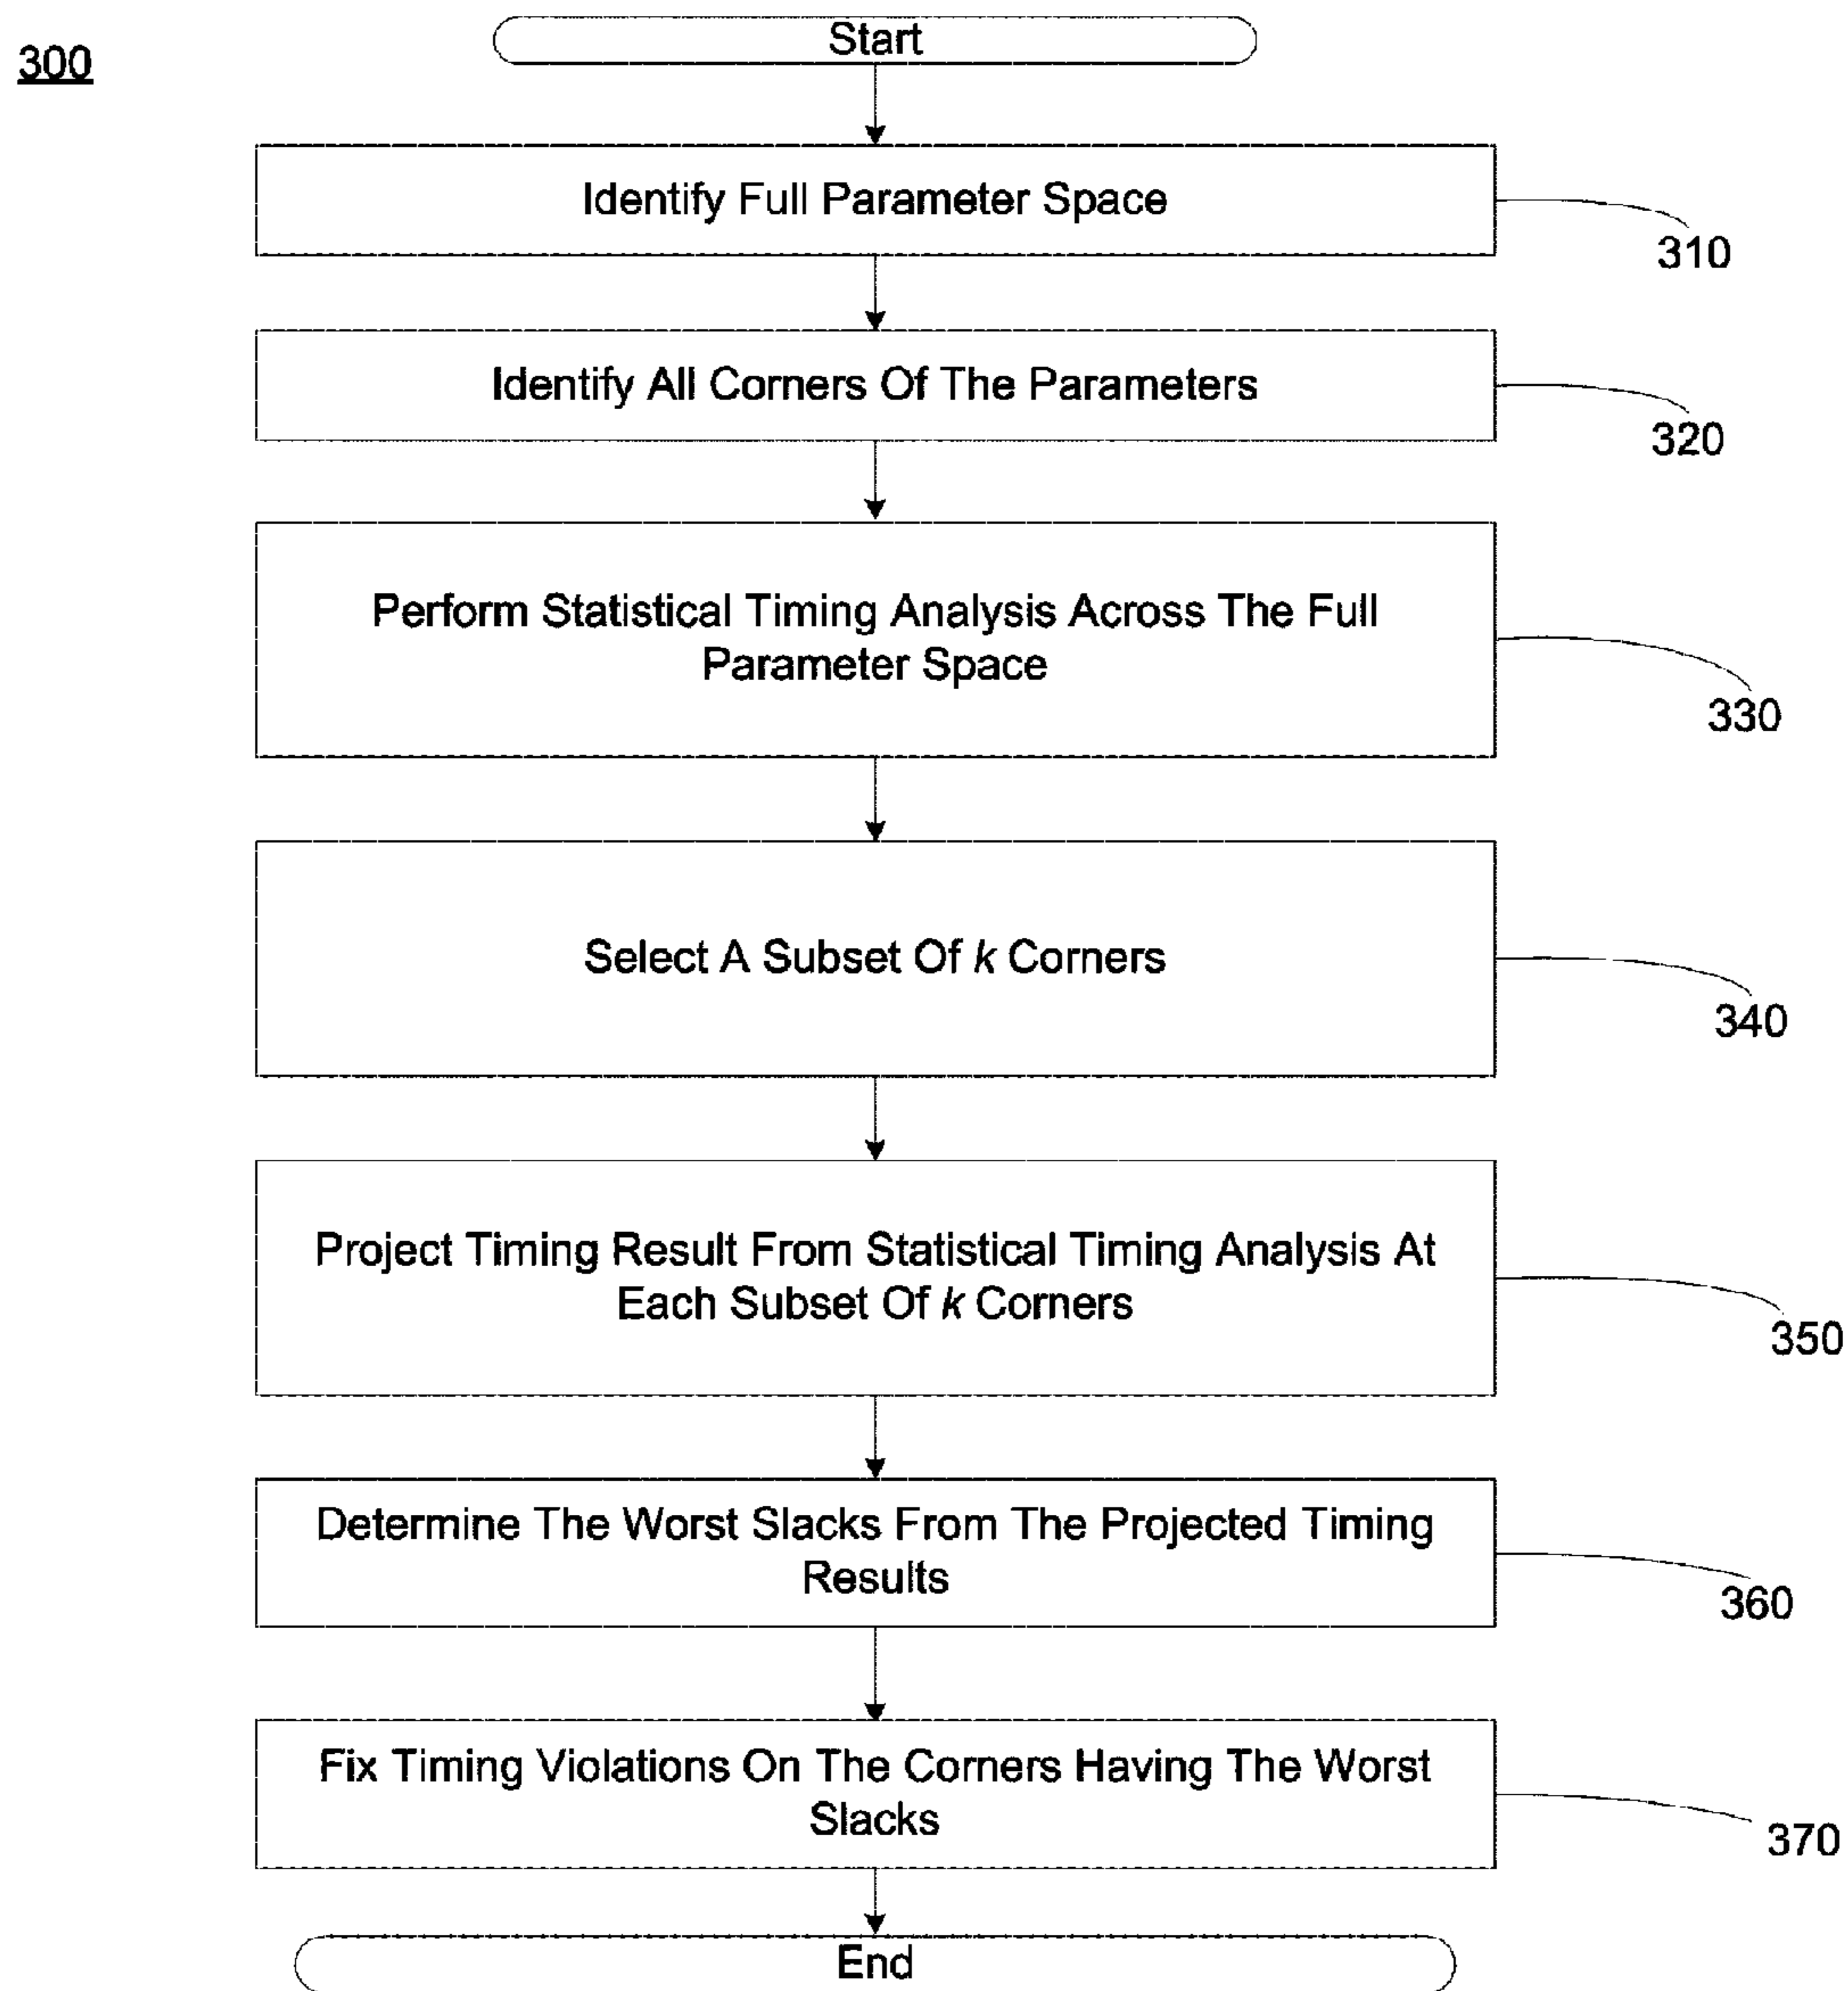 300
Start
Identify Full Parameter Space
310
Identify All Corners Of The Parameters
320
Perform Statistical Timing Analysis Across The Full
Parameter Space
330
Select A Subset Of k Corners
340
Project Timing Result From Statistical Timing Analysis At
Each Subset Of k Corners
350
Determine The Worst Slacks From The Projected Timing
Results
360
Fix Timing Violations On The Corners Having The Worst
Slacks
370
End